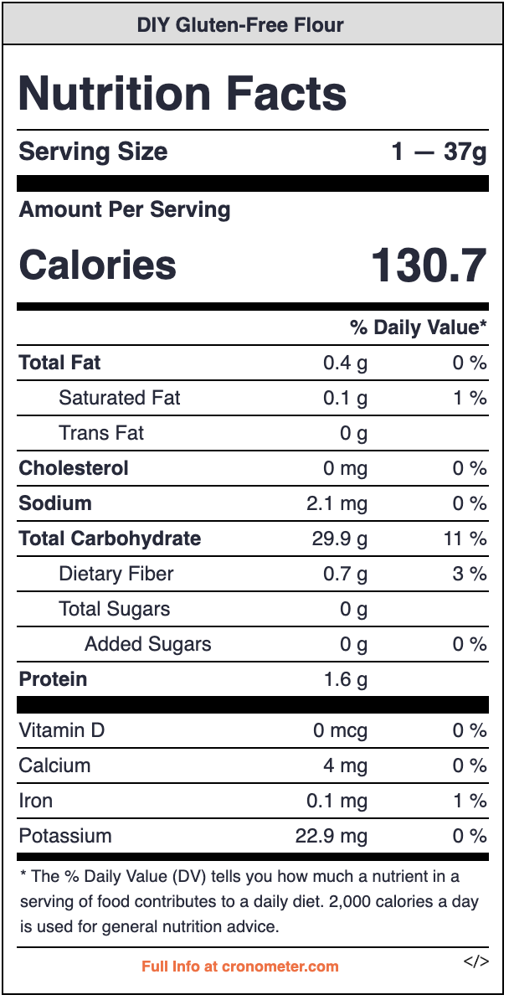 DIY Gluten-Free Flour
Nutrition Facts
Serving Size 1 — 37g
Amount Per Serving
Calories 130.7
% Daily Value*
Total Fat 0.4 g 0 %
Saturated Fat 0.1 g 1 %
Trans Fat 0 g
Cholesterol 0 mg 0 %
Sodium 2.1 mg 0 %
Total Carbohydrate 29.9 g 11 %
Dietary Fiber 0.7 g 3 %
Total Sugars 0 g
Added Sugars 0 g 0 %
Protein 1.6 g
Vitamin D 0 mcg 0 %
Calcium 4 mg 0 %
Iron 0.1 mg 1 %
Potassium 22.9 mg 0 %
* The % Daily Value (DV) tells you how much a nutrient in a
serving of food contributes to a daily diet. 2,000 calories a day
is used for general nutrition advice.
Full Info at cronometer.com </>